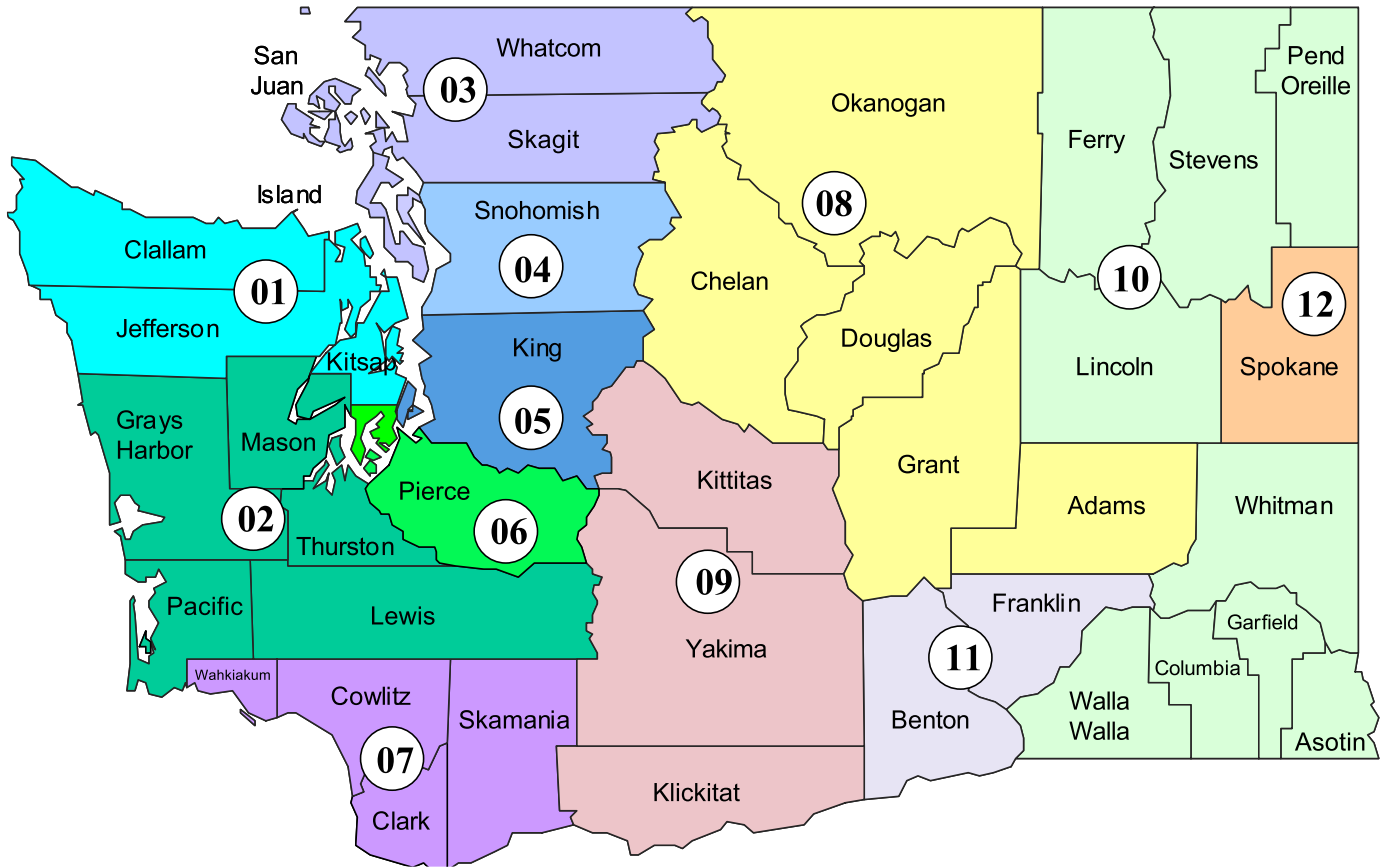 Whatcom
San
Juan
03
Skagit
Okanogan
Pend
Oreille
Ferry
Stevens
Island
Snohomish
08
Clallam
04
01
Chelan
10
12
Jefferson
Kitsap
King
Douglas
Lincoln
Spokane
Grays
Harbor
Mason
05
Kittitas
Grant
Pierce
Adams
Whitman
02
06
Thurston
09
Pacific
Lewis
Franklin
Garfield
Yakima
11
Columbia
Wahkiakum
Cowlitz
Skamania
Benton
Walla
Walla
Asotin
07
Klickitat
Clark